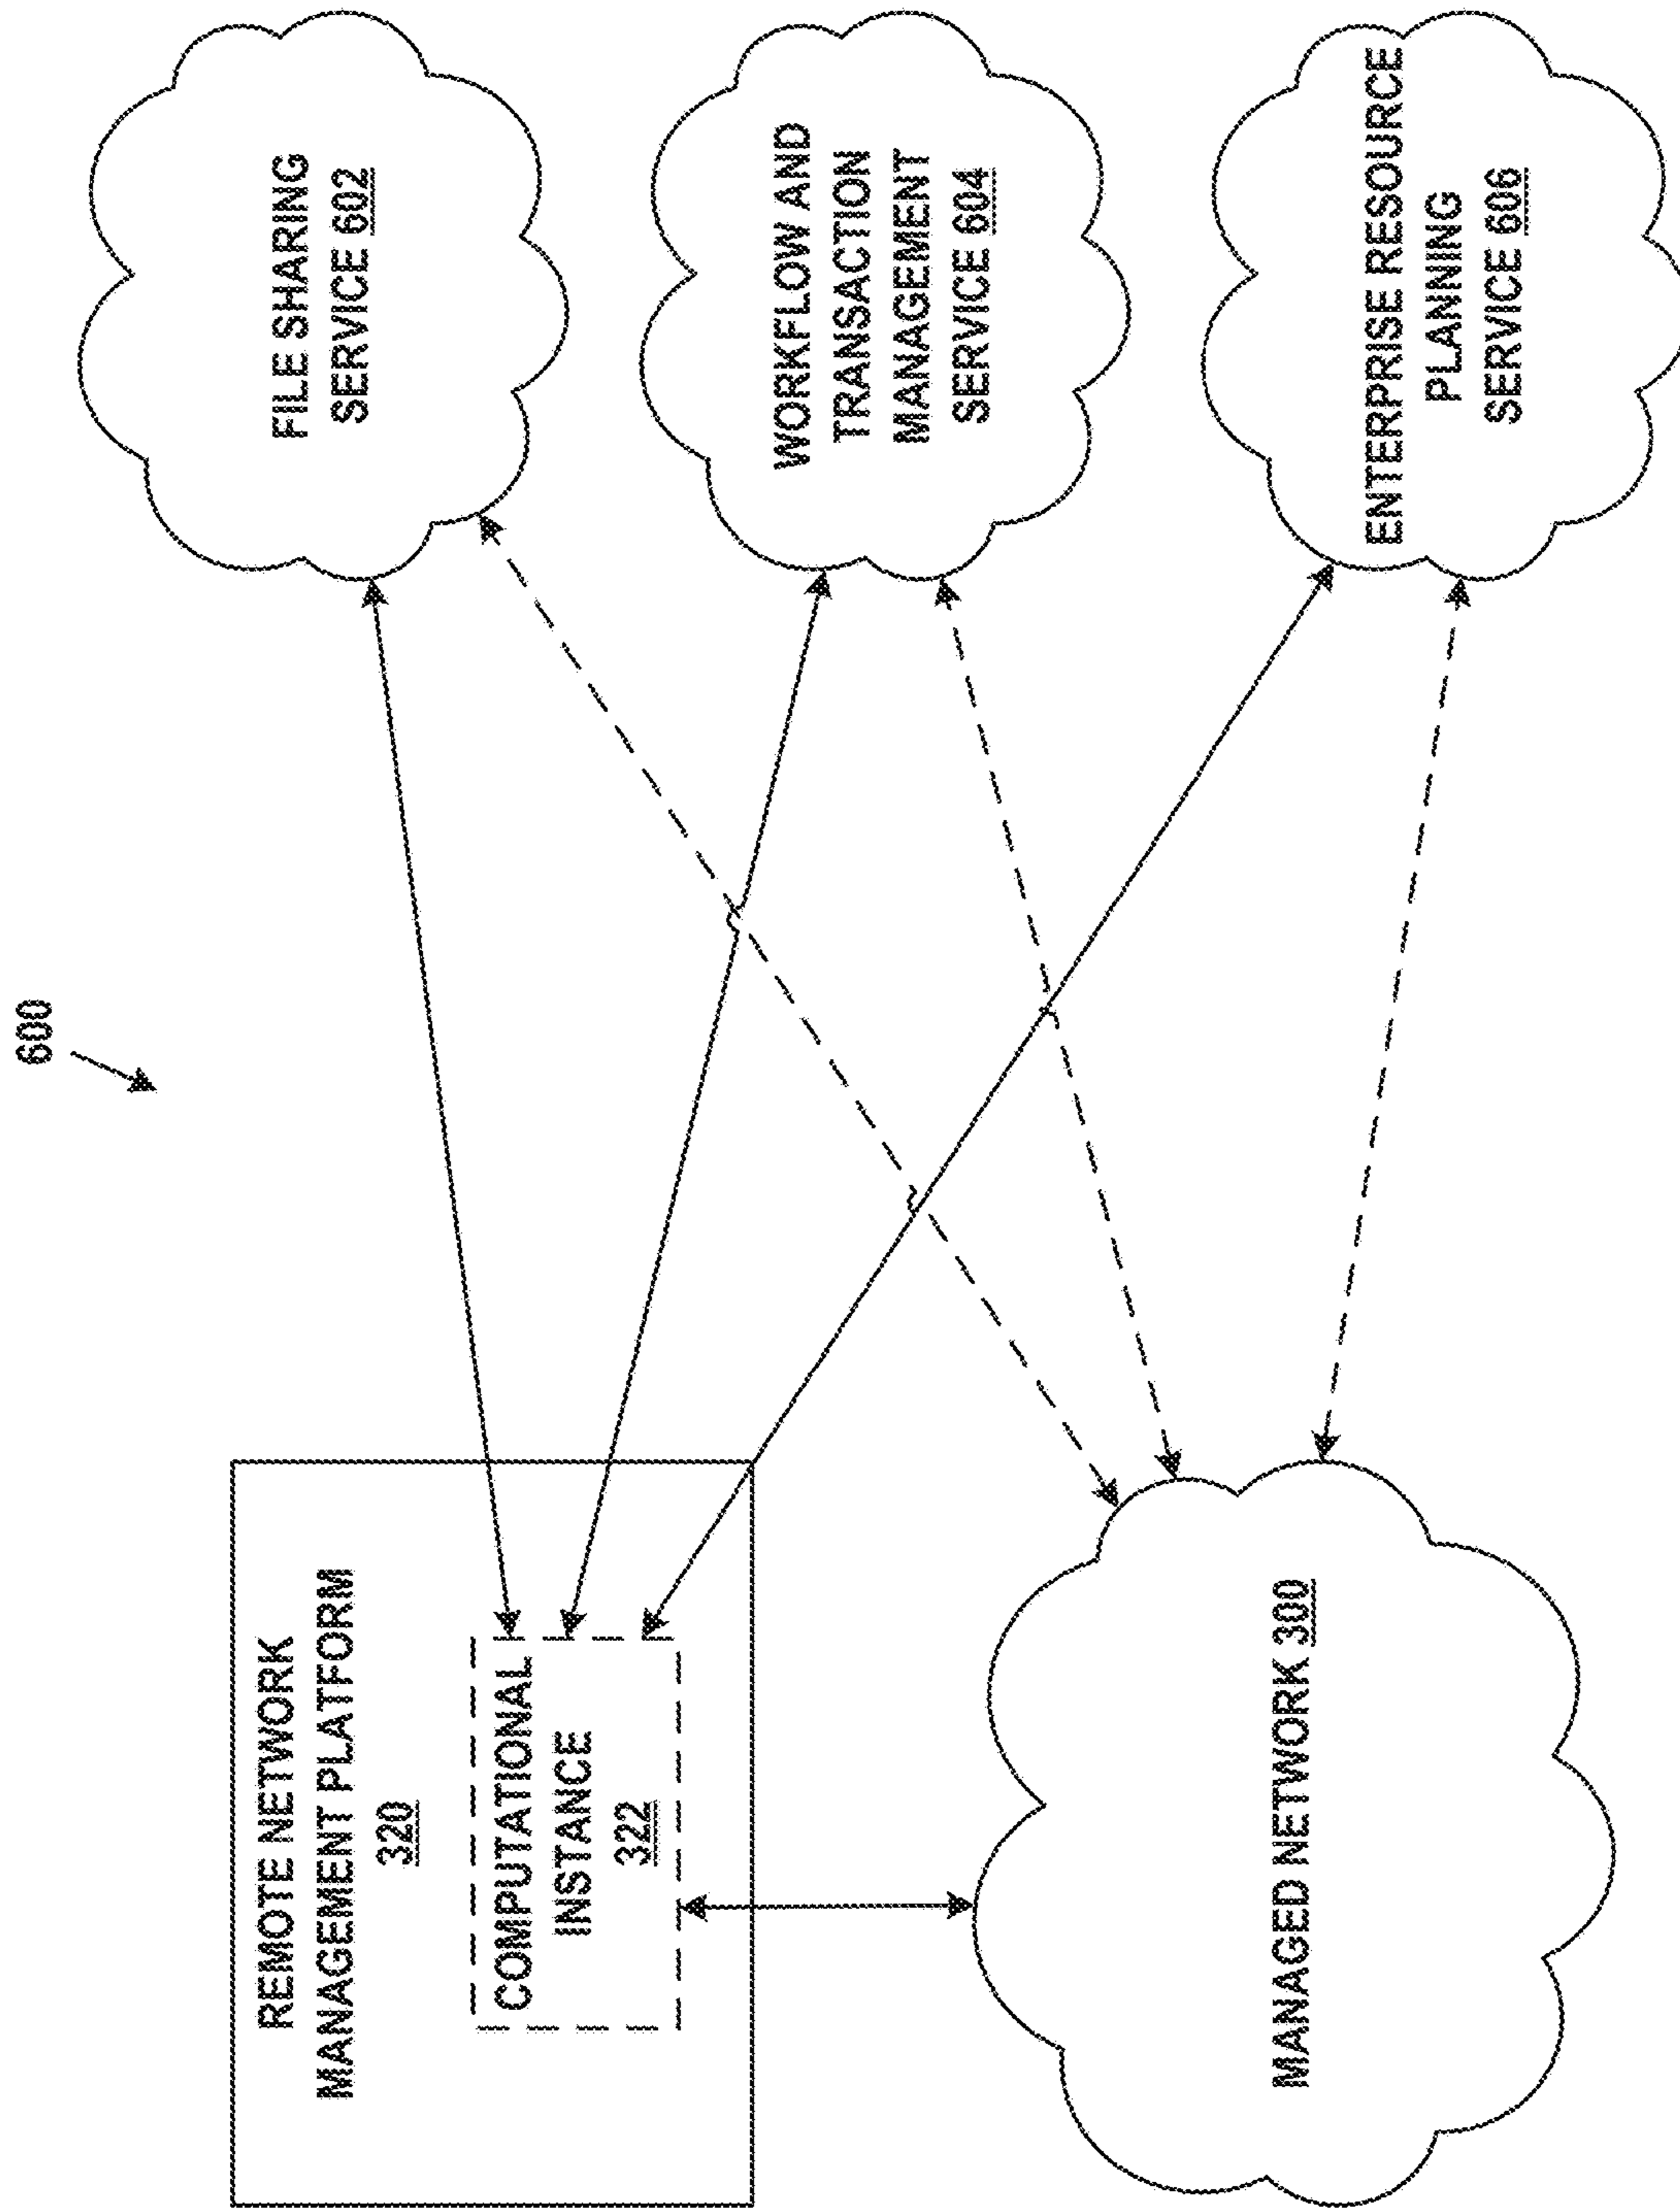 600
REMOTE NETWORK
MANAGEMENT PLATFORM
320
COMPUTATIONAL
INSTANCE
322
MANAGED NETWORK 300
FILE SHARING
SERVICE 602
WORKFLOW AND
TRANSACTION
MANAGEMENT
SERVICE 604
ENTERPRISE RESOURCE
PLANNING
SERVICE 606